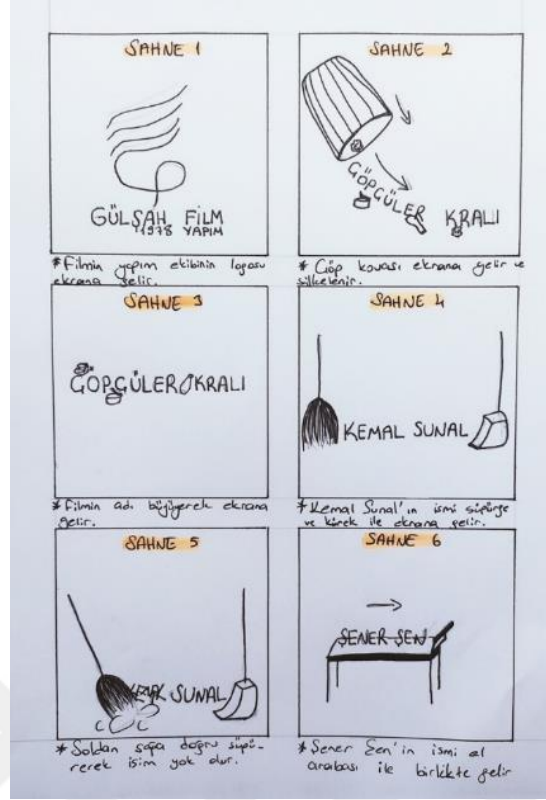 SAHNE 1
GÜLŞAH FİLM
1978 YAPIM
* Filmin yapım ekibinin logosu
ekrana gelir.
SAHNE 2
ÇÖPÇÜLER KRALI
* Çöp kovası ekrana gelir ve
silkelenir.
SAHNE 3
ÇÖPÇÜLER KRALI
* Filmin adı büyüyerek ekrana
gelir.
SAHNE 4
KEMAL SUNAL
* Kemal Sunal'ın ismi süpürge
ve kürek ile ekrana gelir.
SAHNE 5
SUNAL
* Soldan sağa doğru süpü-
rerek isim yok olur.
SAHNE 6
ŞENER ŞEN
* Şener Şen'in ismi el
arabası ile birlikte gelir